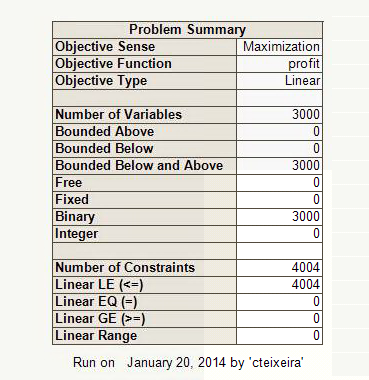 Problem Summary
Objective Sense Maximization
Objective Function profit
Objective Type Linear
Number of Variables 3000
Bounded Above 0
Bounded Below 0
Bounded Below and Above 3000
Free 0
Fixed 0
Binary 3000
Integer 0
Number of Constraints 4004
Linear LE (<=) 4004
Linear EQ (=) 0
Linear GE (>=) 0
Linear Range 0
Run on January 20, 2014 by 'cteixeira'